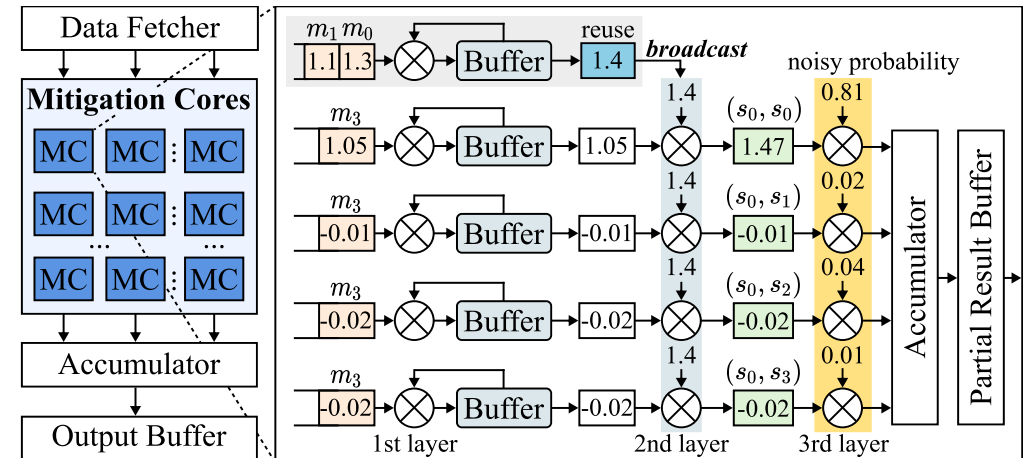 Data Fetcher
Mitigation Cores
MC MC : MC
MC MC : MC
... ...
MC MC : MC
Accumulator
Output Buffer
m1 m0
1.1 1.3 Buffer
reuse
1.4
broadcast
noisy probability
1.4 0.81
m3 (s0, s0)
1.05 Buffer 1.05 1.47
1.4 0.02
m3 (s0, s1)
-0.01 Buffer -0.01 -0.01
1.4 0.04
m3 (s0, s2)
-0.02 Buffer -0.02 -0.02
1.4 0.01
m3 (s0, s3)
-0.02 Buffer -0.02 -0.02
1st layer 2nd layer 3rd layer
Accumulator
Partial Result Buffer